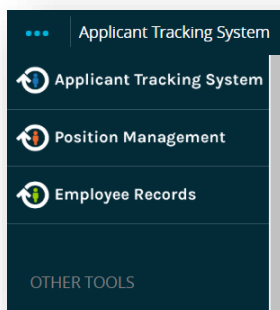 Applicant Tracking System
Applicant Tracking System
Position Management
Employee Records
OTHER TOOLS